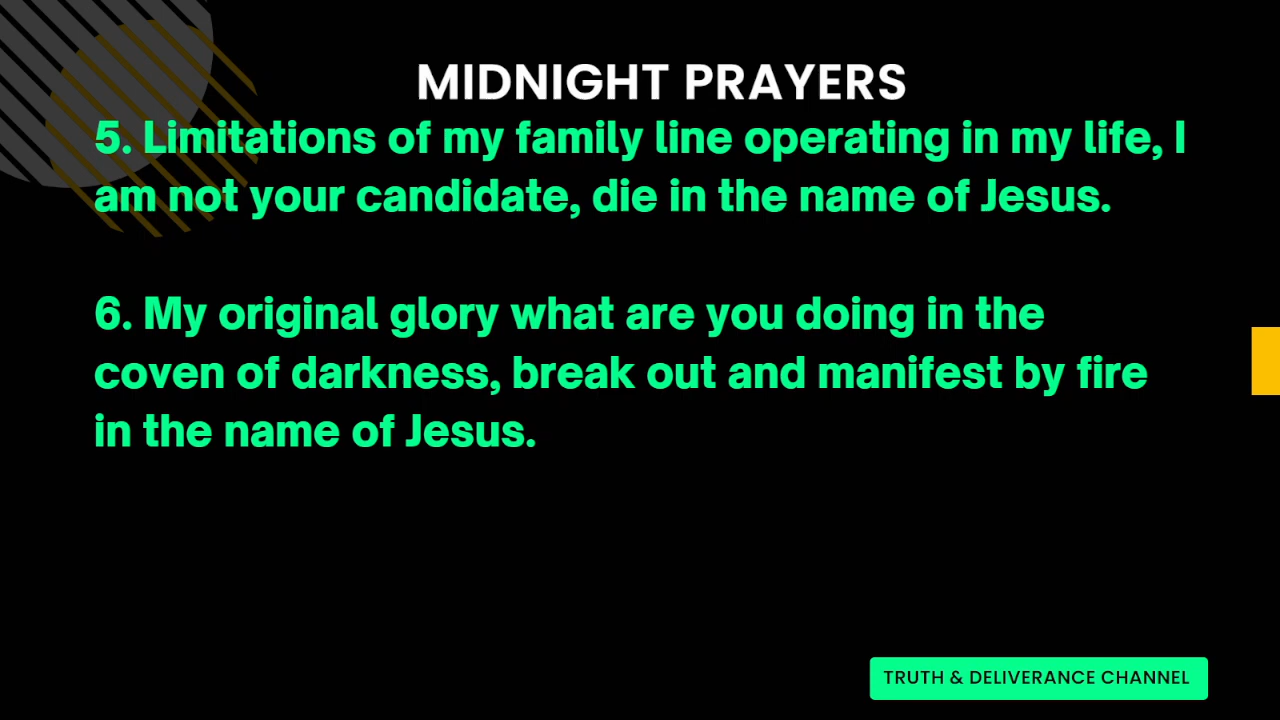 MIDNIGHT PRAYERS
5. Limitations of my family line operating in my life, I
am not your candidate, die in the name of Jesus.
6. My original glory what are you doing in the
coven of darkness, break out and manifest by fire
in the name of Jesus.
TRUTH & DELIVERANCE CHANNEL